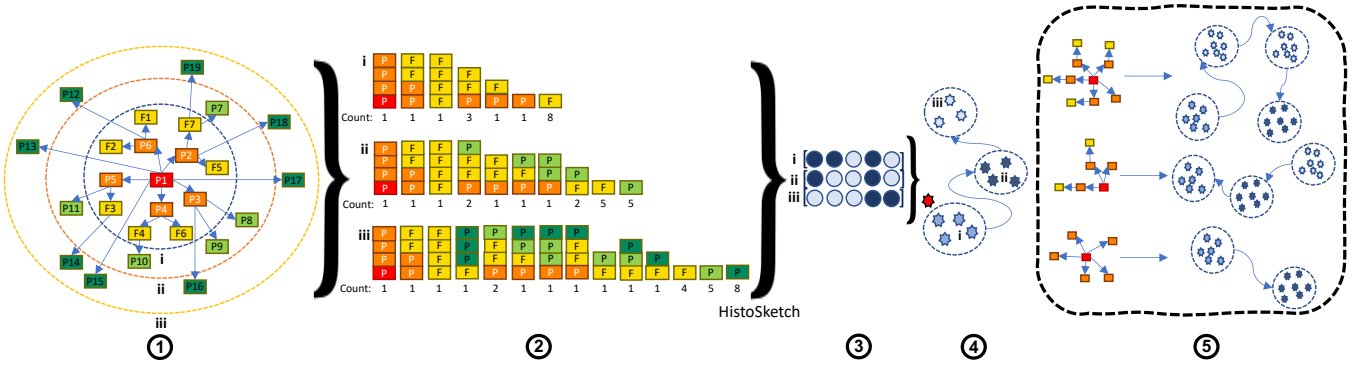 P19
P12
P7
F1
F7
P18
P13
F2
P6
P2
F5
P5
P1
P17
P11
F3
P4
P3
P8
F4
F6
P9
P10
i
P14
P15
ii
P16
iii
1
i
P F F
P F F F
P P F F F
P P F P P P F
Count: 1 1 1 3 1 1 8
ii
P F F P
P F F F F P P
P P F F F F F P P
P P F P P P P F F P
Count: 1 1 1 2 1 1 1 2 5 5
iii
P F F P P P P P
P F F P F P P F P
P P F P F F P F P P P
P P F F P P P P F F F F P P
Count: 1 1 1 1 2 1 1 1 1 1 1 4 5 8
HistoSketch
2
i
ii
iii
3
iii
ii
i
4
5